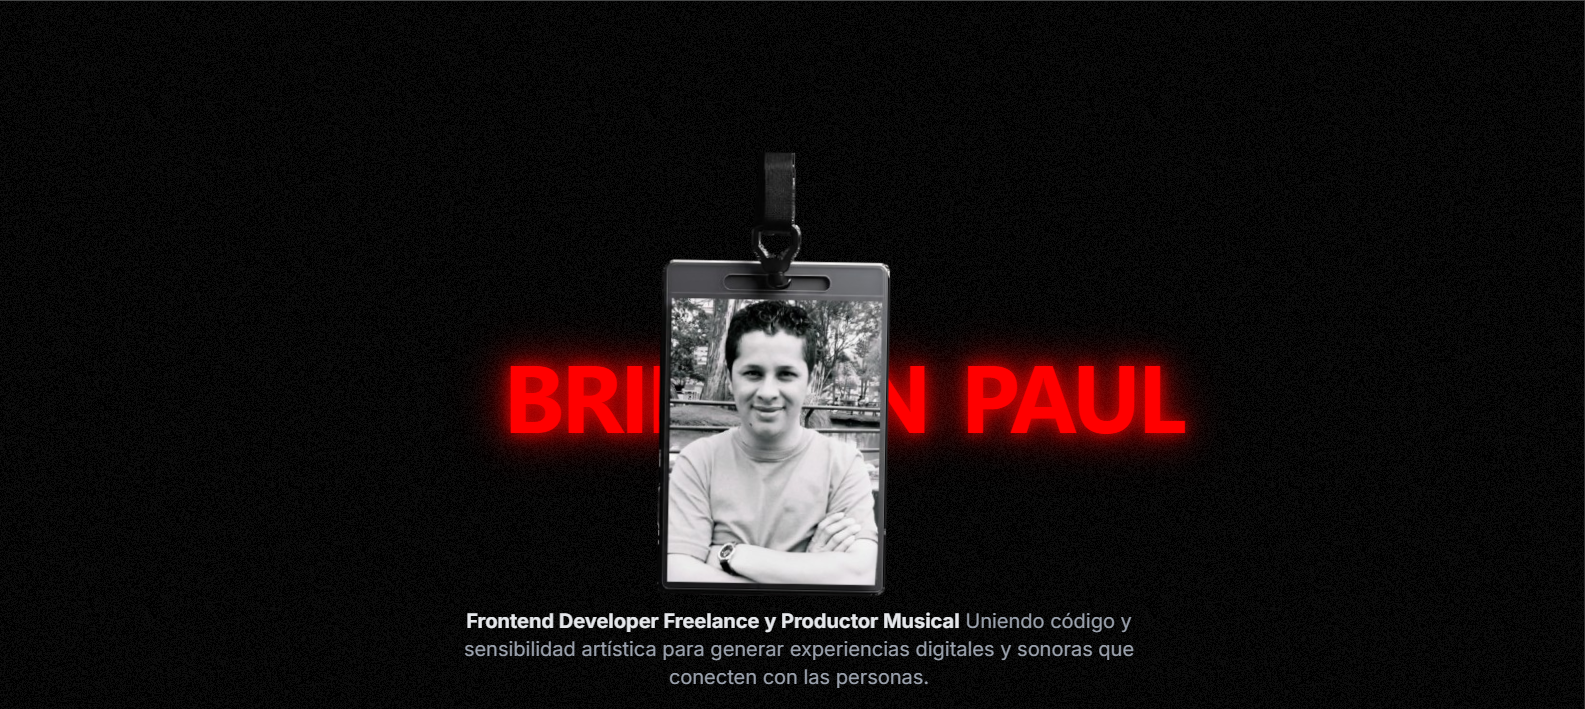 PAUL
Frontend Developer Freelance y Productor Musical Uniendo código y
sensibilidad artística para generar experiencias digitales y sonoras que
conecten con las personas.